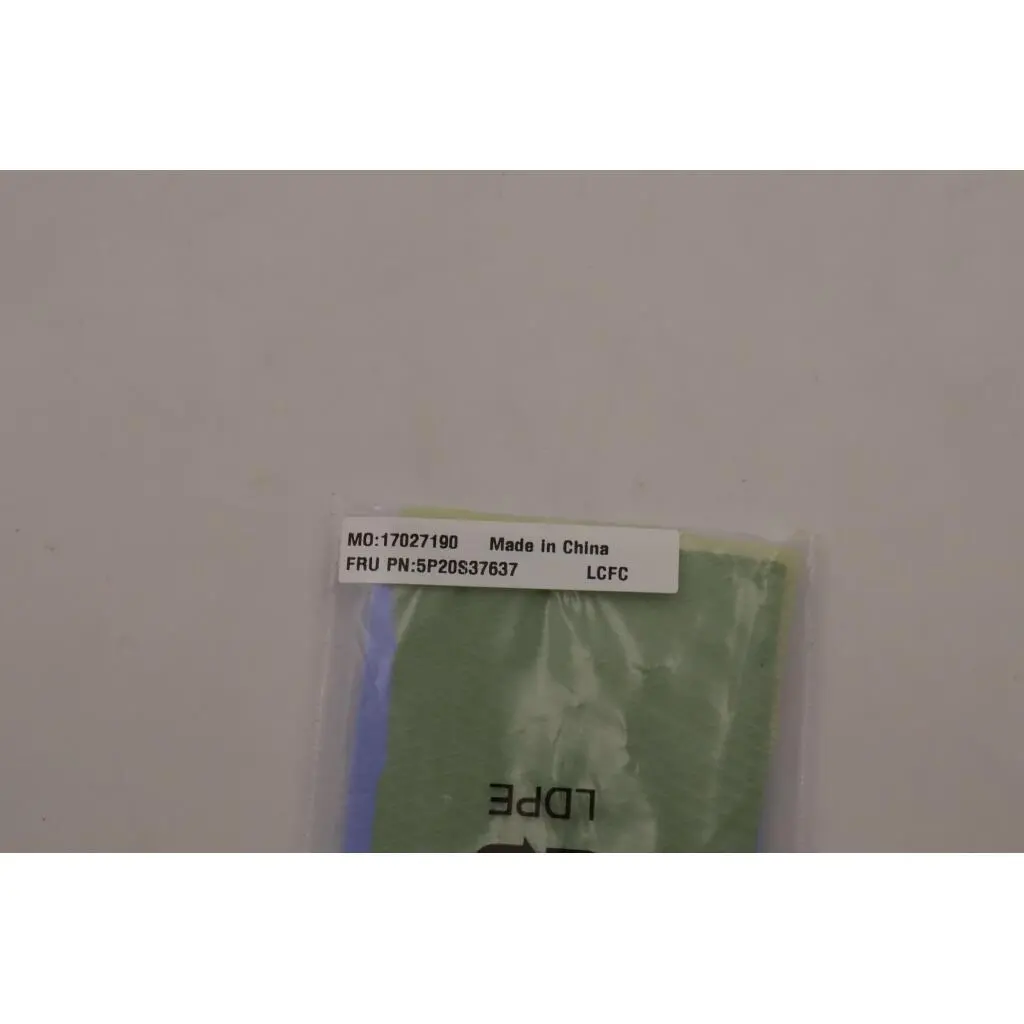 MO:17027190 Made in China
FRU PN:5P20S37637 LCFC
LDPE